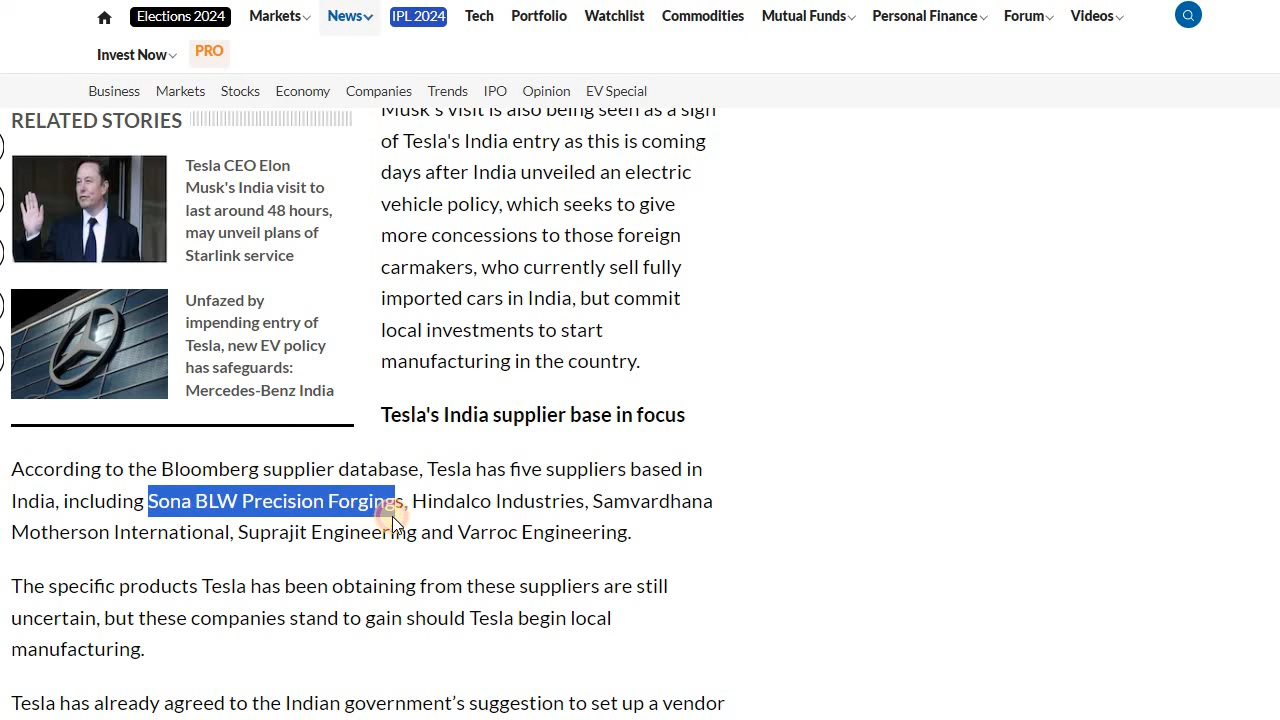 Elections 2024 Markets News IPL 2024 Tech Portfolio Watchlist Commodities Mutual Funds Personal Finance Forum Videos
Invest Now PRO
Business Markets Stocks Economy Companies Trends IPO Opinion EV Special
RELATED STORIES
Tesla CEO Elon
Musk's India visit to
last around 48 hours,
may unveil plans of
Starlink service
Unfazed by
impending entry of
Tesla, new EV policy
has safeguards:
Mercedes-Benz India
Musk's visit is also being seen as a sign
of Tesla's India entry as this is coming
days after India unveiled an electric
vehicle policy, which seeks to give
more concessions to those foreign
carmakers, who currently sell fully
imported cars in India, but commit
local investments to start
manufacturing in the country.
Tesla's India supplier base in focus
According to the Bloomberg supplier database, Tesla has five suppliers based in
India, including Sona BLW Precision Forgings, Hindalco Industries, Samvardhana
Motherson International, Suprajit Engineering and Varroc Engineering.
The specific products Tesla has been obtaining from these suppliers are still
uncertain, but these companies stand to gain should Tesla begin local
manufacturing.
Tesla has already agreed to the Indian government’s suggestion to set up a vendor